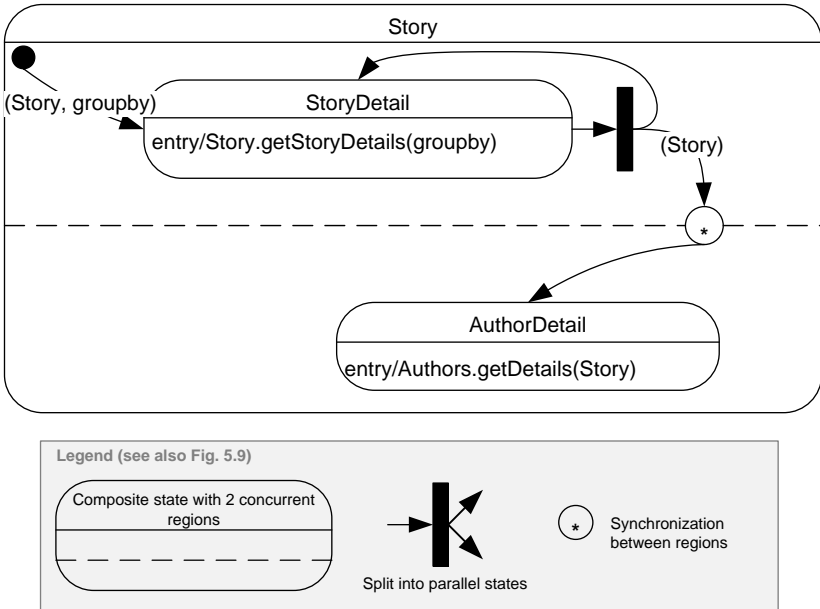 Story
(Story, groupby)
StoryDetail
entry/Story.getStoryDetails(groupby)
(Story)
*
AuthorDetail
entry/Authors.getDetails(Story)
Legend (see also Fig. 5.9)
Composite state with 2 concurrent
regions
Split into parallel states
*
Synchronization
between regions